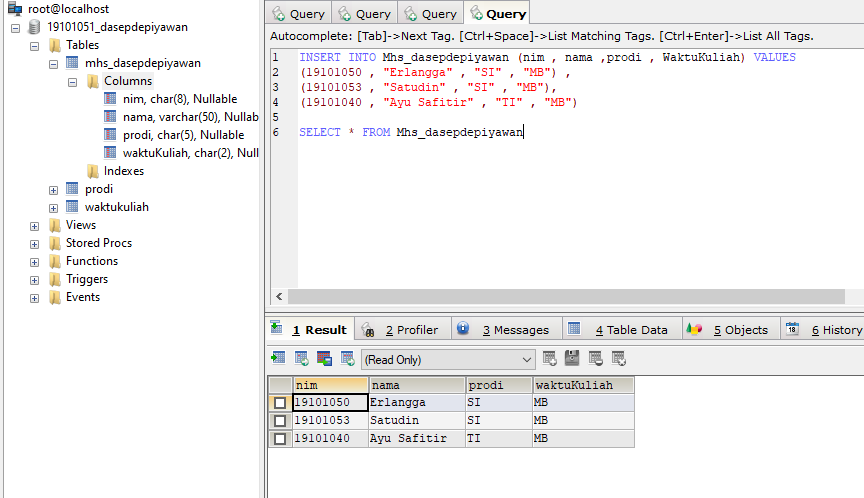 root@localhost
19101051_dasepdepiyawan
Tables
mhs_dasepdepiyawan
Columns
nim, char(8), Nullable
nama, varchar(50), Nullab
prodi, char(5), Nullable
waktuKuliah, char(2), Null
Indexes
prodi
waktukuliah
Views
Stored Procs
Functions
Triggers
Events
Query Query Query Query
Autocomplete: [Tab]->Next Tag. [Ctrl+Space]->List Matching Tags. [Ctrl+Enter]->List All Tags.
1 INSERT INTO Mhs_dasepdepiyawan (nim , nama ,prodi , WaktuKuliah) VALUES
2 (19101050 , "Erlangga" , "SI" , "MB") ,
3 (19101053 , "Satudin" , "SI" , "MB"),
4 (19101040 , "Ayu Safitir" , "TI" , "MB")
5
6 SELECT * FROM Mhs_dasepdepiyawan
1 Result 2 Profiler 3 Messages 4 Table Data 5 Objects 18 6 History
(Read Only)
nim nama prodi waktuKuliah
19101050 Erlangga SI MB
19101053 Satudin SI MB
19101040 Ayu Safitir TI MB